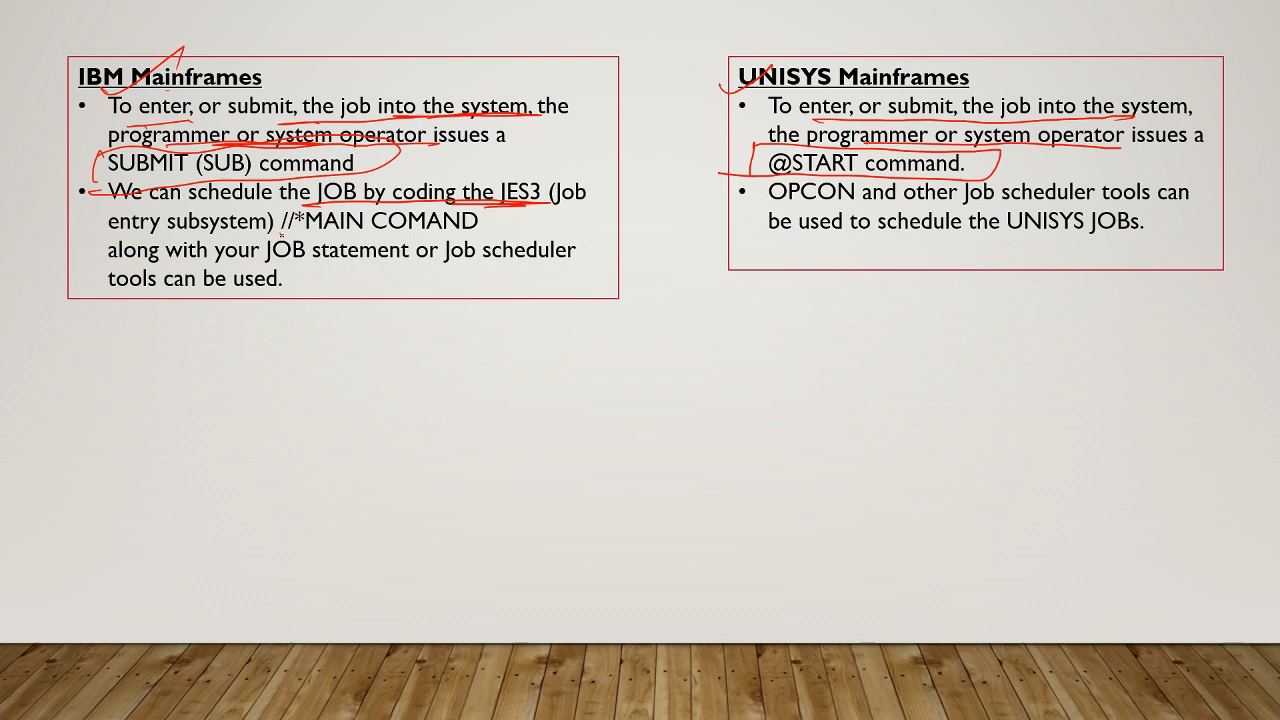 IBM Mainframes
• To enter, or submit, the job into the system, the
programmer or system operator issues a
SUBMIT (SUB) command
• We can schedule the JOB by coding the JES3 (Job
entry subsystem) //*MAIN COMAND
along with your JOB statement or Job scheduler
tools can be used.
UNISYS Mainframes
• To enter, or submit, the job into the system,
the programmer or system operator issues a
@START command.
• OPCON and other Job scheduler tools can
be used to schedule the UNISYS JOBs.